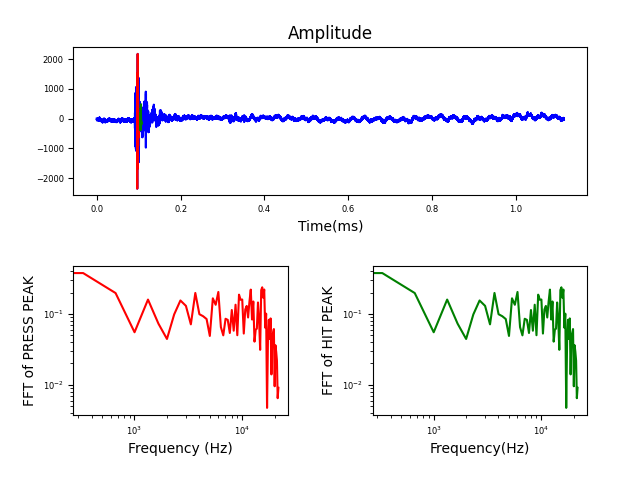 Amplitude
2000
1000
0
−1000
−2000
0.0 0.2 0.4 0.6 0.8 1.0
Time(ms)
FFT of PRESS PEAK
10⁻¹
10⁻²
10³ 10⁴
Frequency (Hz)
FFT of HIT PEAK
10⁻¹
10⁻²
10³ 10⁴
Frequency(Hz)